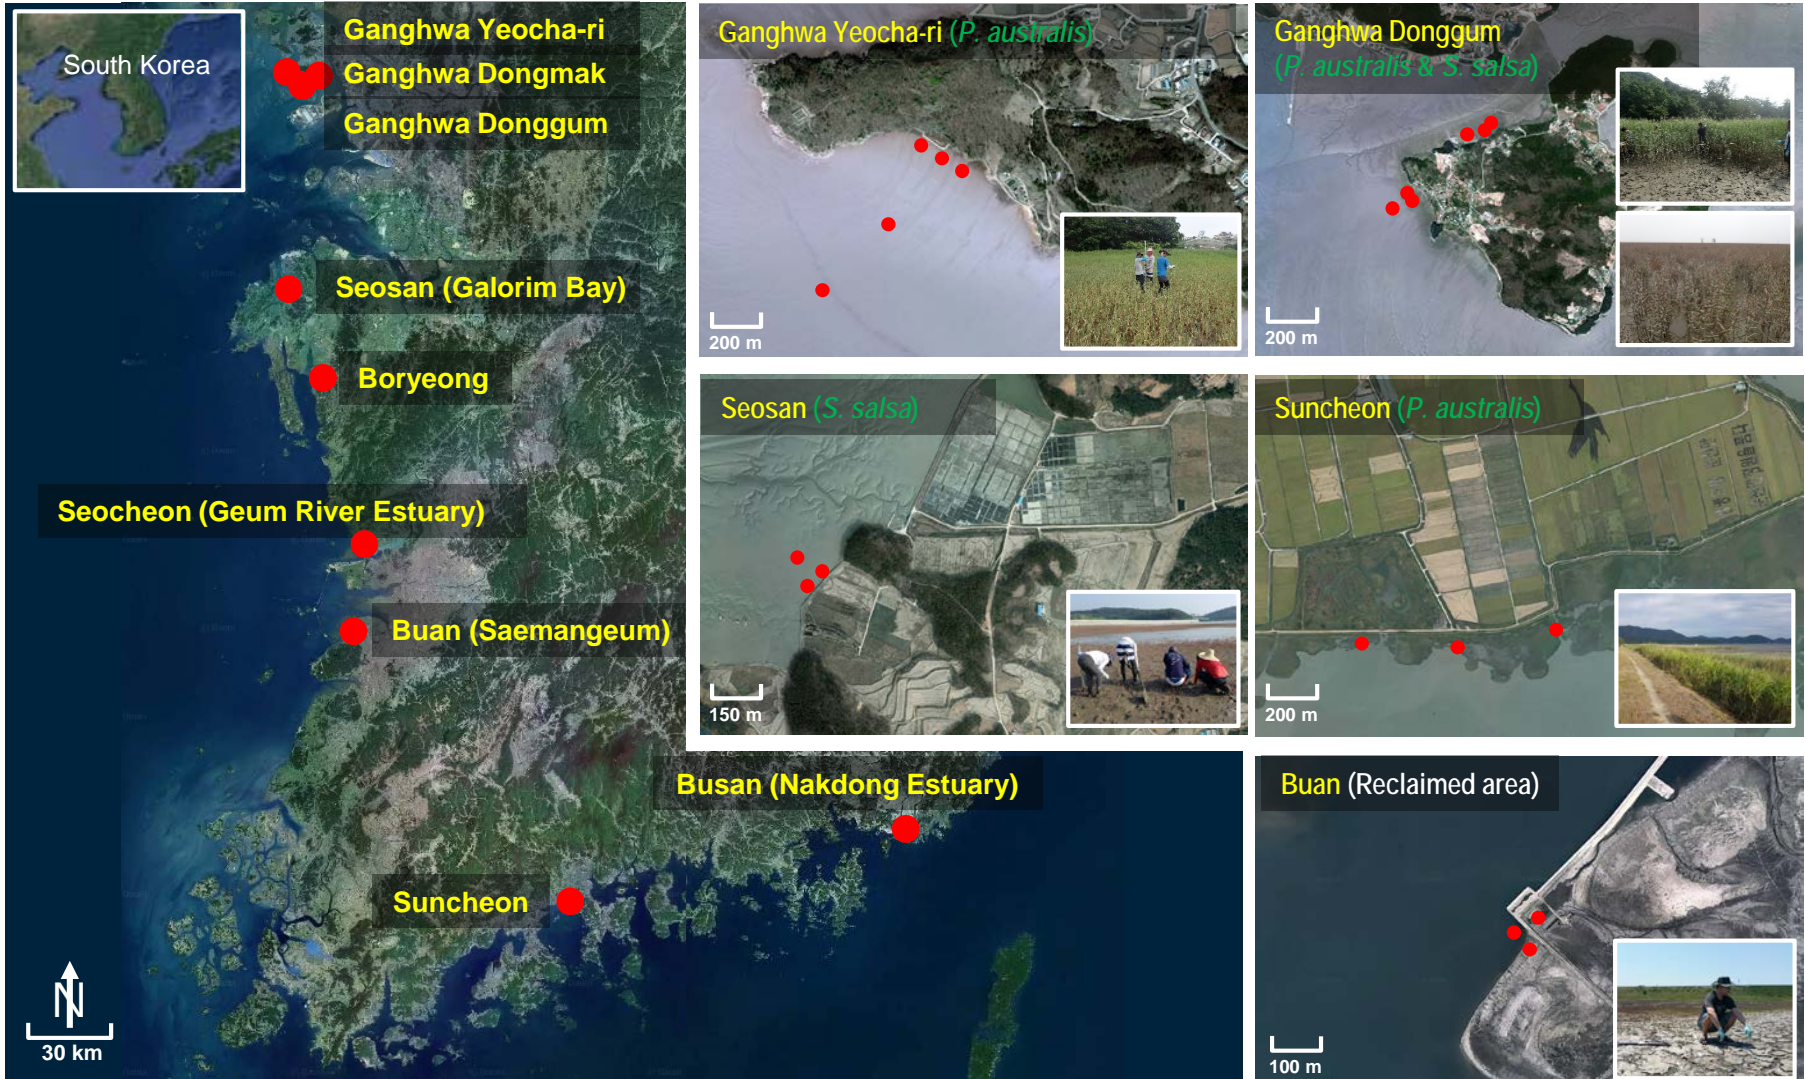 South Korea
Ganghwa Yeocha-ri
Ganghwa Dongmak
Ganghwa Donggum
Seosan (Galorim Bay)
Boryeong
Seocheon (Geum River Estuary)
Buan (Saemangeum)
Busan (Nakdong Estuary)
Suncheon
N
30 km
Ganghwa Yeocha-ri (P. australis)
200 m
Ganghwa Donggum
(P. australis & S. salsa)
200 m
Seosan (S. salsa)
150 m
Suncheon (P. australis)
200 m
Buan (Reclaimed area)
100 m